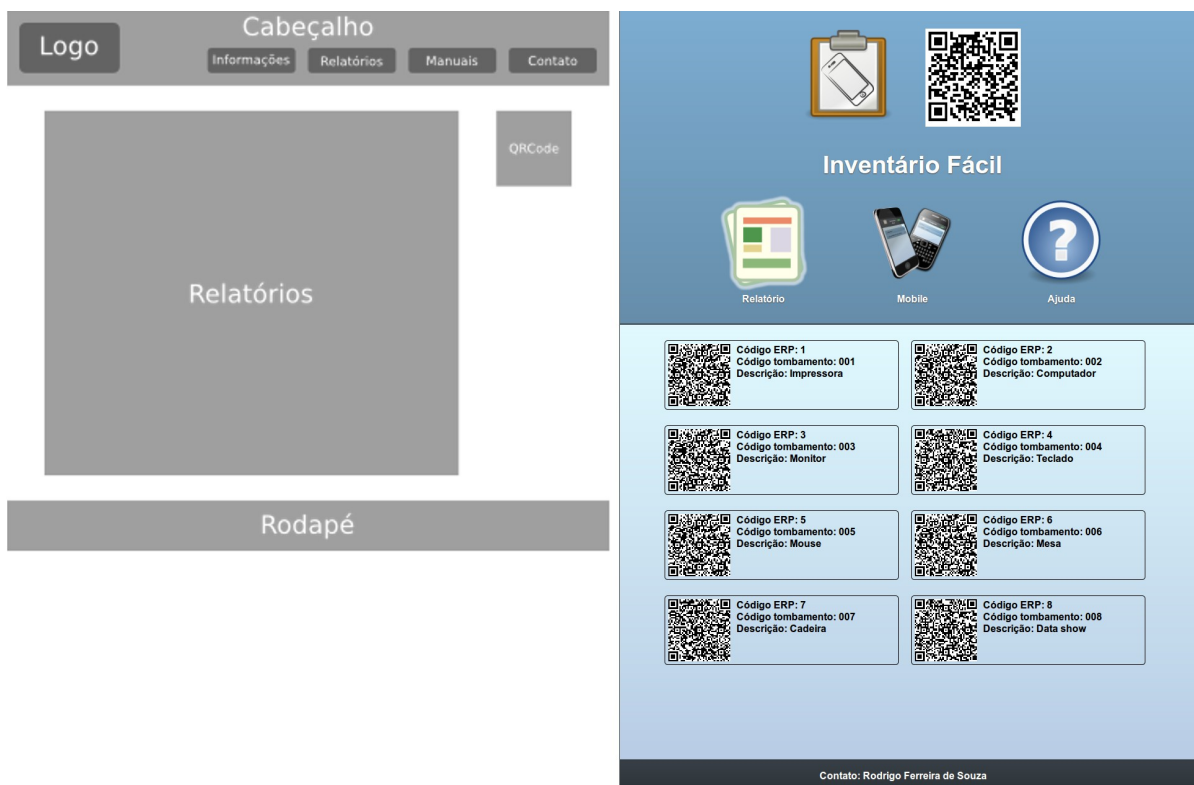 Cabeçalho
Logo
Informações
Relatórios
Manuais
Contato
QRCode
Relatórios
Rodapé
Inventário Fácil
Relatório
Mobile
Ajuda
Código ERP: 1
Código tombamento: 001
Descrição: Impressora
Código ERP: 2
Código tombamento: 002
Descrição: Computador
Código ERP: 3
Código tombamento: 003
Descrição: Monitor
Código ERP: 4
Código tombamento: 004
Descrição: Teclado
Código ERP: 5
Código tombamento: 005
Descrição: Mouse
Código ERP: 6
Código tombamento: 006
Descrição: Mesa
Código ERP: 7
Código tombamento: 007
Descrição: Cadeira
Código ERP: 8
Código tombamento: 008
Descrição: Data show
Contato: Rodrigo Ferreira de Souza